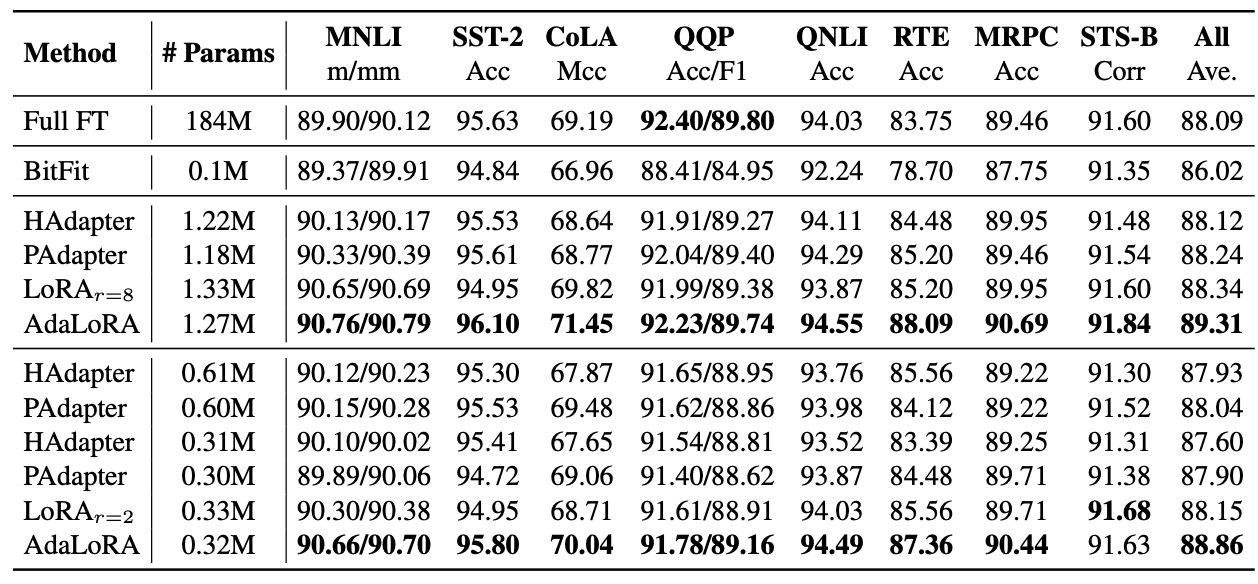 Method # Params MNLI SST-2 CoLA QQP QNLI RTE MRPC STS-B All
m/mm Acc Mcc Acc/F1 Acc Acc Acc Corr Ave.
Full FT 184M 89.90/90.12 95.63 69.19 92.40/89.80 94.03 83.75 89.46 91.60 88.09
BitFit 0.1M 89.37/89.91 94.84 66.96 88.41/84.95 92.24 78.70 87.75 91.35 86.02
HAdapter 1.22M 90.13/90.17 95.53 68.64 91.91/89.27 94.11 84.48 89.95 91.48 88.12
PAdapter 1.18M 90.33/90.39 95.61 68.77 92.04/89.40 94.29 85.20 89.46 91.54 88.24
LoRAr=8 1.33M 90.65/90.69 94.95 69.82 91.99/89.38 93.87 85.20 89.95 91.60 88.34
AdaLoRA 1.27M 90.76/90.79 96.10 71.45 92.23/89.74 94.55 88.09 90.69 91.84 89.31
HAdapter 0.61M 90.12/90.23 95.30 67.87 91.65/88.95 93.76 85.56 89.22 91.30 87.93
PAdapter 0.60M 90.15/90.28 95.53 69.48 91.62/88.86 93.98 84.12 89.22 91.52 88.04
HAdapter 0.31M 90.10/90.02 95.41 67.65 91.54/88.81 93.52 83.39 89.25 91.31 87.60
PAdapter 0.30M 89.89/90.06 94.72 69.06 91.40/88.62 93.87 84.48 89.71 91.38 87.90
LoRAr=2 0.33M 90.30/90.38 94.95 68.71 91.61/88.91 94.03 85.56 89.71 91.68 88.15
AdaLoRA 0.32M 90.66/90.70 95.80 70.04 91.78/89.16 94.49 87.36 90.44 91.63 88.86